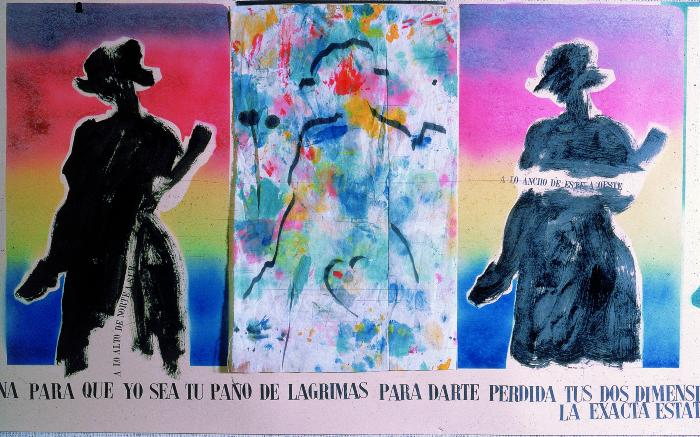 A LO ALTO DE NORTE A SUR
A LO ANCHO DE ESTE A OESTE
NA PARA QUE YO SEA TU PAÑO DE LAGRIMAS PARA DARTE PERDIDA TUS DOS DIMENSI
LA EXACTA ESTAT